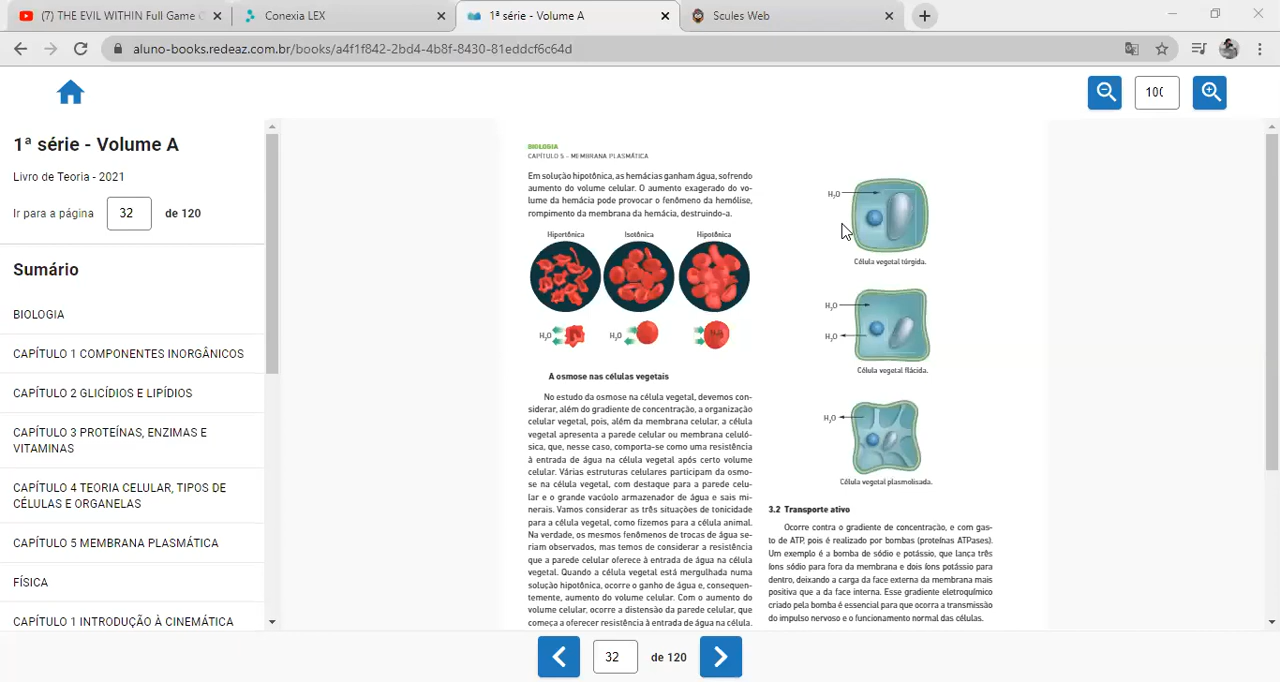 (7) THE EVIL WITHIN Full Game
Conexia LEX
1ª série - Volume A
Scules Web
aluno-books.redeaz.com.br/books/a4f1f842-2bd4-4b8f-8430-81eddcf6c64d
1ª série - Volume A
Livro de Teoria - 2021
Ir para a página 32 de 120
Sumário
BIOLOGIA
CAPÍTULO 1 COMPONENTES INORGÂNICOS
CAPÍTULO 2 GLICÍDIOS E LIPÍDIOS
CAPÍTULO 3 PROTEÍNAS, ENZIMAS E
VITAMINAS
CAPÍTULO 4 TEORIA CELULAR, TIPOS DE
CÉLULAS E ORGANELAS
CAPÍTULO 5 MEMBRANA PLASMÁTICA
FÍSICA
CAPÍTULO 1 INTRODUÇÃO À CINEMÁTICA
BIOLOGIA
CAPÍTULO 5 – MEMBRANA PLASMÁTICA
Em solução hipotônica, as hemácias ganham água, sofrendo
aumento do volume celular. O aumento exagerado do vo-
lume da hemácia pode provocar o fenômeno da hemólise,
rompimento da membrana da hemácia, destruindo-a.
Hipertônica Isotônica Hipotônica
H₂O H₂O H₂O
A osmose nas células vegetais
No estudo da osmose na célula vegetal, devemos con-
siderar, além do gradiente de concentração, a organização
celular vegetal, pois, além da membrana celular, a célula
vegetal apresenta a parede celular ou membrana celuló-
sica, que, nesse caso, comporta-se como uma resistência
à entrada de água na célula vegetal após certo volume
celular. Várias estruturas celulares participam da osmo-
se na célula vegetal, com destaque para a parede celu-
lar e o grande vacúolo armazenador de água e sais mi-
nerais. Vamos considerar as três situações de tonicidade
para a célula vegetal, como fizemos para a célula animal.
Na verdade, os mesmos fenômenos de trocas de água se-
riam observados, mas temos de considerar a resistência
que a parede celular oferece à entrada de água na célula
vegetal. Quando a célula vegetal está mergulhada numa
solução hipotônica, ocorre o ganho de água e, consequen-
temente, aumento do volume celular. Com o aumento do
volume celular, ocorre a distensão da parede celular, que
começa a oferecer resistência à entrada de água na célula.
H₂O
Célula vegetal túrgida.
H₂O
H₂O
Célula vegetal flácida.
H₂O
Célula vegetal plasmolisada.
3.2 Transporte ativo
Ocorre contra o gradiente de concentração, e com gas-
to de ATP, pois é realizado por bombas (proteínas ATPases).
Um exemplo é a bomba de sódio e potássio, que lança três
íons sódio para fora da membrana e dois íons potássio para
dentro, deixando a carga da face externa da membrana mais
positiva que a da face interna. Esse gradiente eletroquímico
criado pela bomba é essencial para que ocorra a transmissão
do impulso nervoso e o funcionamento normal das células.
32 de 120